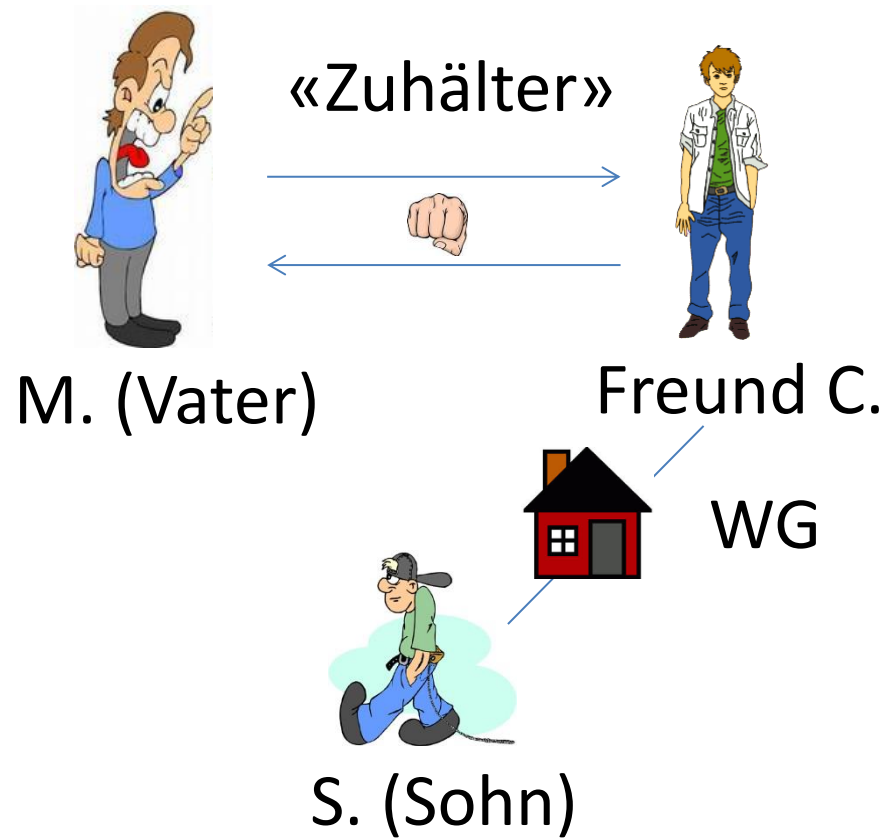 «Zuhälter»
M. (Vater)
Freund C.
WG
S. (Sohn)